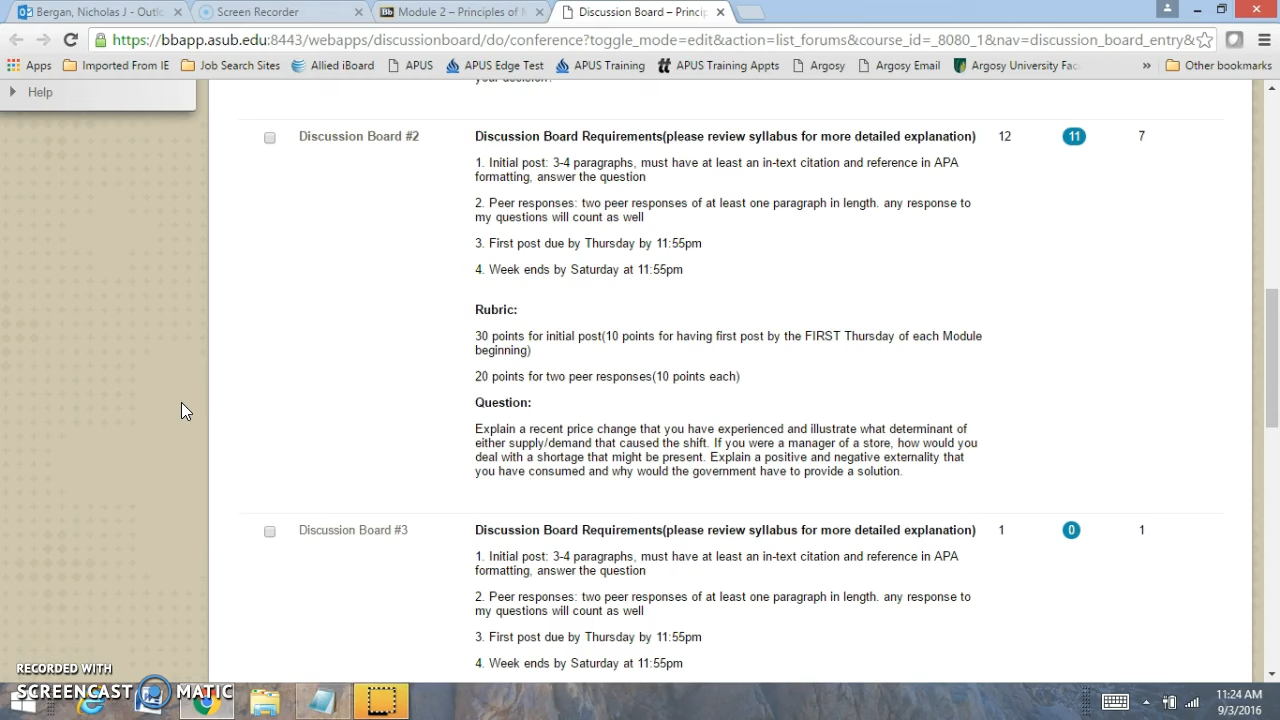 Bergan, Nicholas J - Outlo
Screen Recorder
Bb Module 2 – Principles of M
Discussion Board – Princip
https://bbapp.asub.edu:8443/webapps/discussionboard/do/conference?toggle_mode=edit&action=list_forums&course_id=_8080_1&nav=discussion_board_entry&
Apps Imported From IE Job Search Sites Allied iBoard APUS APUS Edge Test APUS Training tt APUS Training Appts Argosy Argosy Email Argosy University Fac » Other bookmarks
Help
your decision?
Discussion Board #2
Discussion Board Requirements(please review syllabus for more detailed explanation) 12 11 7
1. Initial post: 3-4 paragraphs, must have at least an in-text citation and reference in APA
formatting, answer the question
2. Peer responses: two peer responses of at least one paragraph in length. any response to
my questions will count as well
3. First post due by Thursday by 11:55pm
4. Week ends by Saturday at 11:55pm
Rubric:
30 points for initial post(10 points for having first post by the FIRST Thursday of each Module
beginning)
20 points for two peer responses(10 points each)
Question:
Explain a recent price change that you have experienced and illustrate what determinant of
either supply/demand that caused the shift. If you were a manager of a store, how would you
deal with a shortage that might be present. Explain a positive and negative externality that
you have consumed and why would the government have to provide a solution.
Discussion Board #3
Discussion Board Requirements(please review syllabus for more detailed explanation) 1 0 1
1. Initial post: 3-4 paragraphs, must have at least an in-text citation and reference in APA
formatting, answer the question
2. Peer responses: two peer responses of at least one paragraph in length. any response to
my questions will count as well
3. First post due by Thursday by 11:55pm
4. Week ends by Saturday at 11:55pm
RECORDED WITH
SCREENCAST MATIC
11:24 AM
9/3/2016